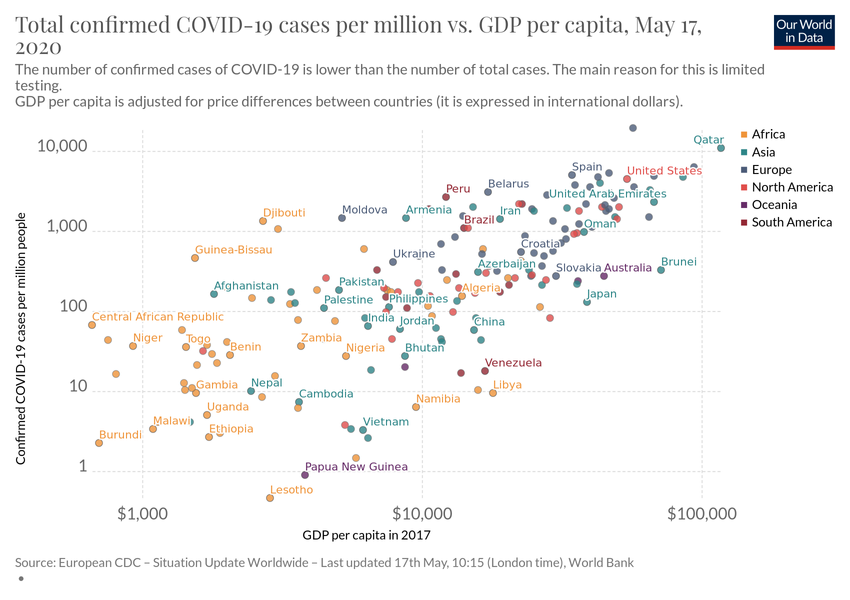 Total confirmed COVID-19 cases per million vs. GDP per capita, May 17,
2020
Our World
in Data
The number of confirmed cases of COVID-19 is lower than the number of total cases. The main reason for this is limited
testing.
GDP per capita is adjusted for price differences between countries (it is expressed in international dollars).
Confirmed COVID-19 cases per million people
10,000
1,000
100
10
1
$1,000
$10,000
$100,000
GDP per capita in 2017
Africa
Asia
Europe
North America
Oceania
South America
Qatar
Spain
United States
Belarus
Peru
United Arab Emirates
Djibouti
Moldova
Armenia
Brazil
Iran
Oman
Croatia
Guinea-Bissau
Ukraine
Azerbaijan
Slovakia
Australia
Brunei
Afghanistan
Pakistan
Algeria
Palestine
Philippines
Japan
Central African Republic
India
Jordan
China
Niger
Togo
Benin
Zambia
Nigeria
Bhutan
Venezuela
Gambia
Nepal
Cambodia
Namibia
Libya
Uganda
Malawi
Ethiopia
Vietnam
Burundi
Papua New Guinea
Lesotho
Source: European CDC – Situation Update Worldwide – Last updated 17th May, 10:15 (London time), World Bank